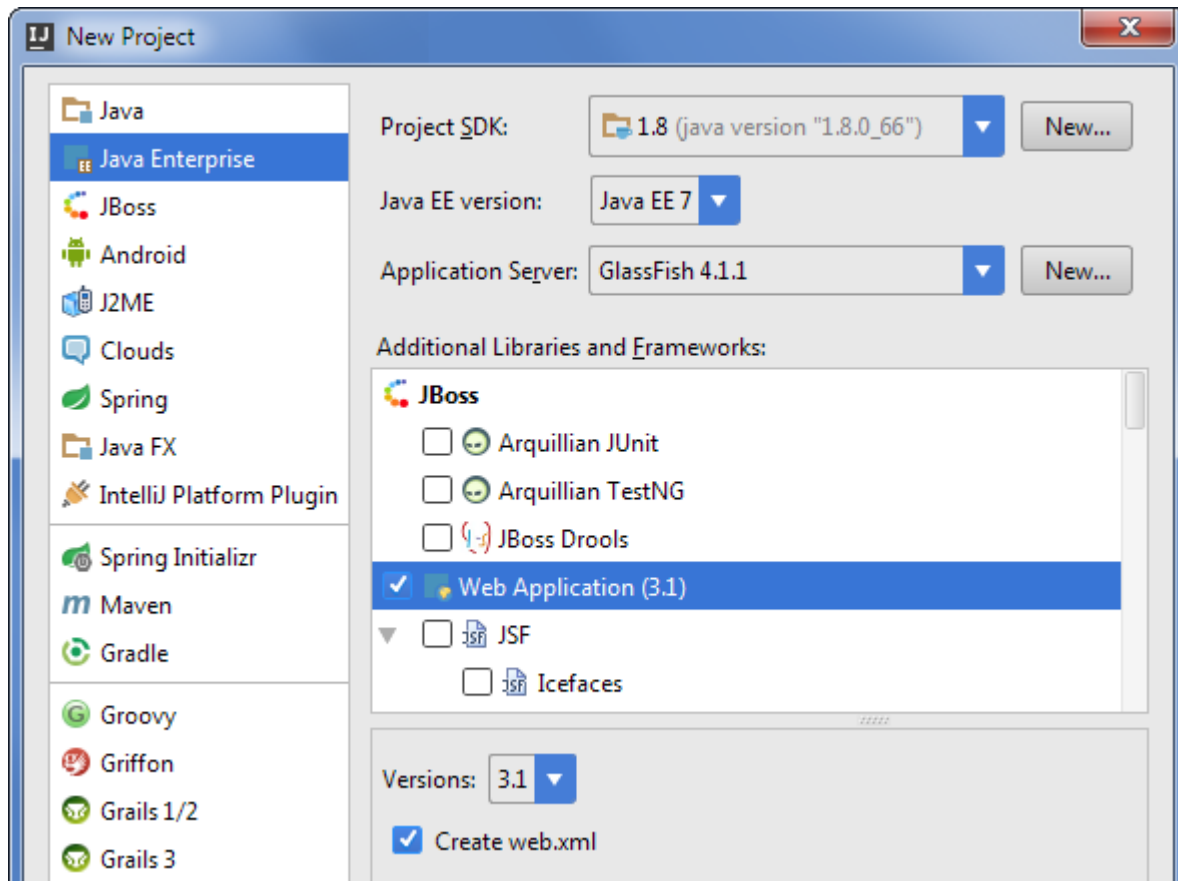 New Project
Java
Java Enterprise
JBoss
Android
J2ME
Clouds
Spring
Java FX
IntelliJ Platform Plugin
Spring Initializr
Maven
Gradle
Groovy
Griffon
Grails 1/2
Grails 3
Project SDK: 1.8 (java version "1.8.0_66") New...
Java EE version: Java EE 7
Application Server: GlassFish 4.1.1 New...
Additional Libraries and Frameworks:
JBoss
Arquillian JUnit
Arquillian TestNG
JBoss Drools
Web Application (3.1)
JSF
Icefaces
Versions: 3.1
Create web.xml